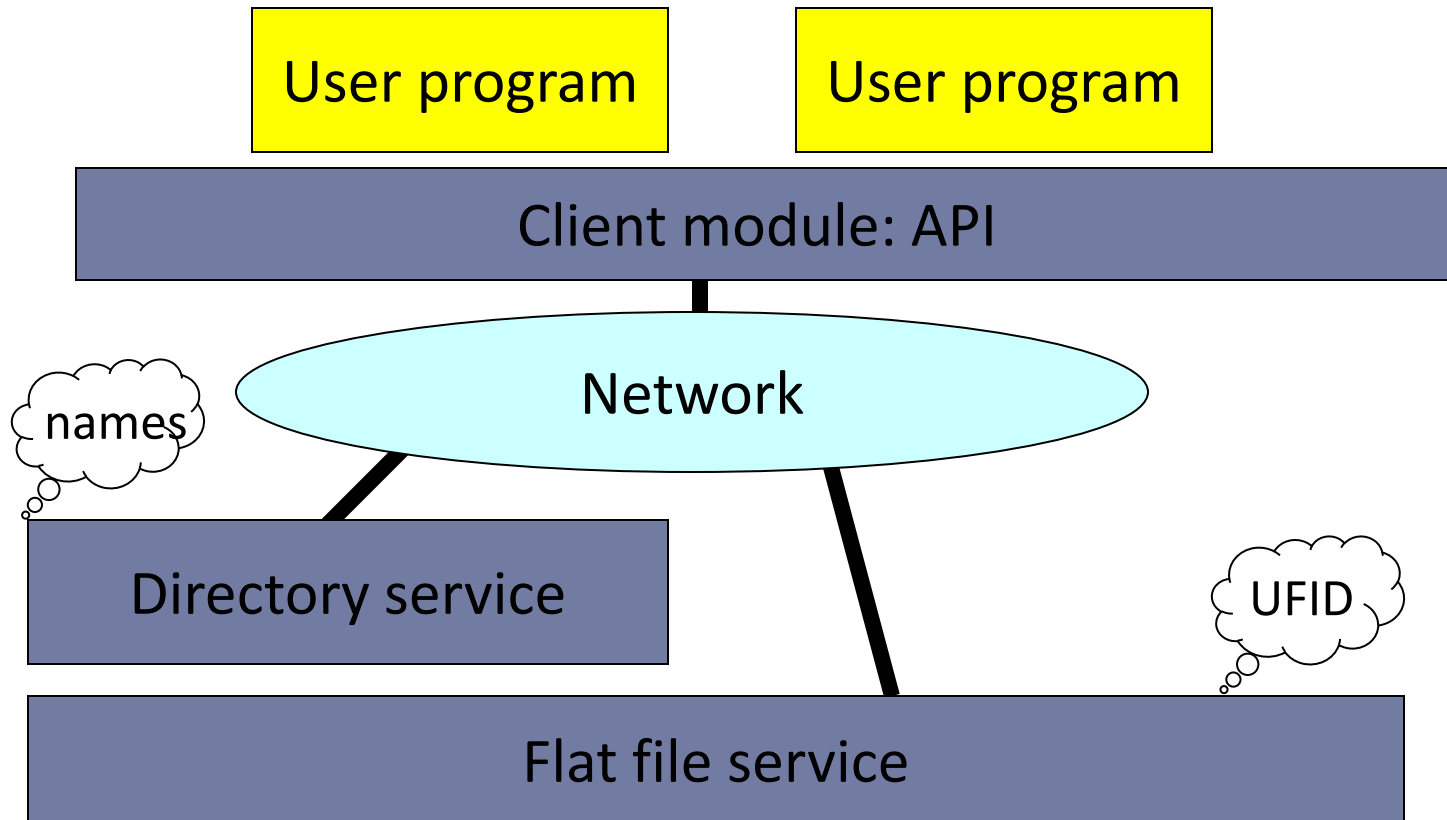 User program
User program
Client module: API
Network
names
Directory service
UFID
Flat file service